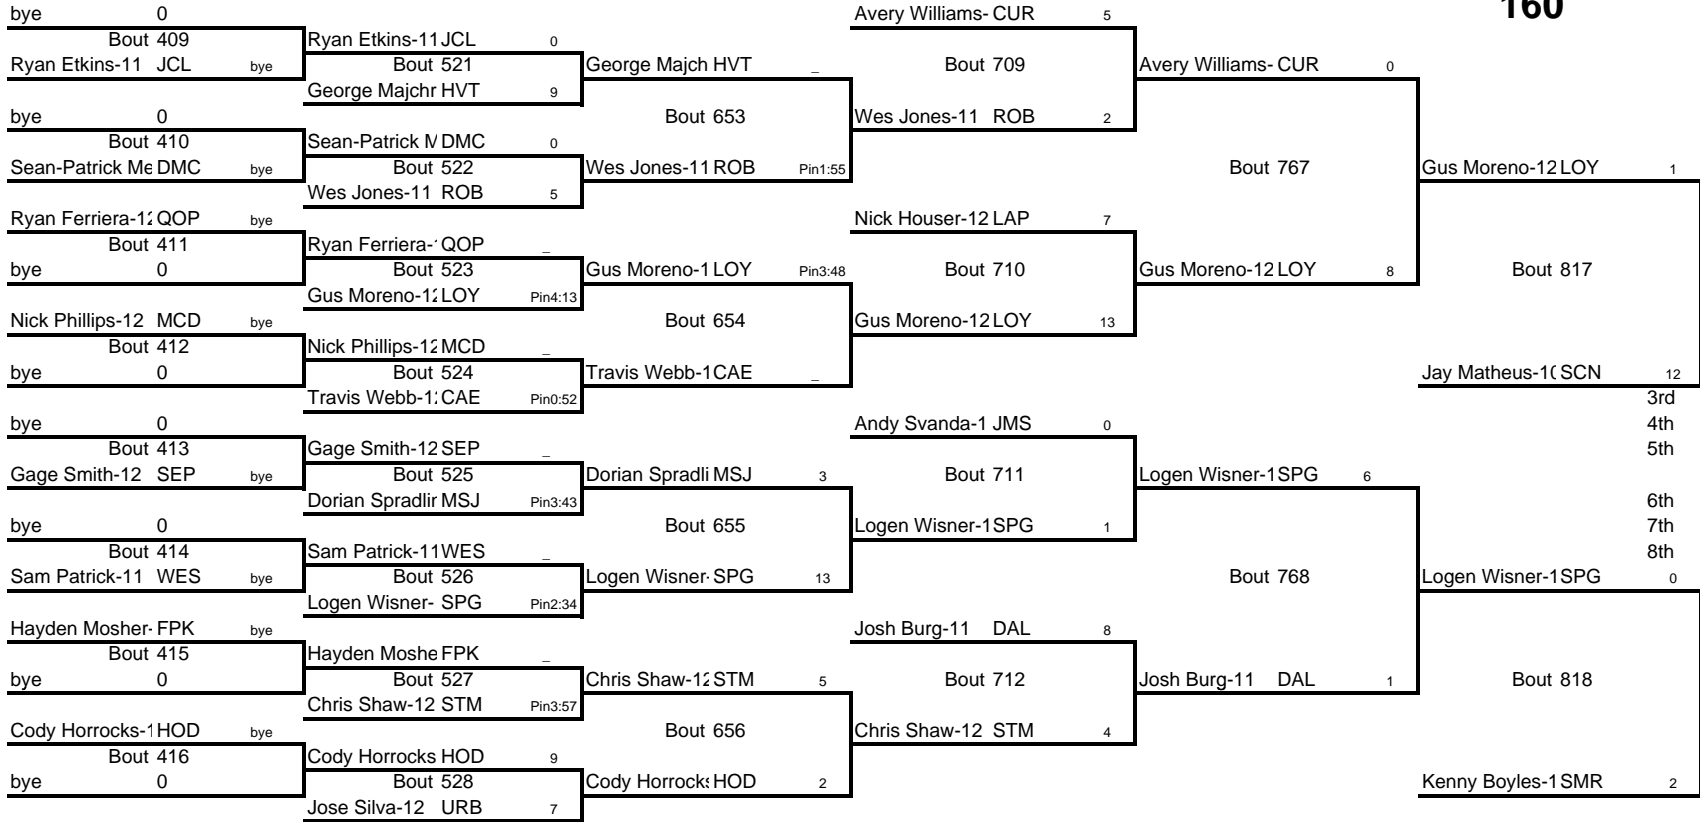 160
bye 0
Bout 409
Ryan Etkins-11 JCL bye
bye 0
Bout 410
Sean-Patrick Me DMC bye
Ryan Ferriera-12 QOP bye
Bout 411
bye 0
Nick Phillips-12 MCD bye
Bout 412
bye 0
bye 0
Bout 413
Gage Smith-12 SEP bye
bye 0
Bout 414
Sam Patrick-11 WES bye
Hayden Mosher- FPK bye
Bout 415
bye 0
Cody Horrocks-1 HOD bye
Bout 416
bye 0
Ryan Etkins-11 JCL 0
Bout 521
George Majchr HVT 9
Sean-Patrick M DMC 0
Bout 522
Wes Jones-11 ROB 5
Ryan Ferriera-1 QOP _
Bout 523
Gus Moreno-12 LOY Pin4:13
Nick Phillips-12 MCD _
Bout 524
Travis Webb-12 CAE Pin0:52
Gage Smith-12 SEP _
Bout 525
Dorian Spradlin MSJ Pin3:43
Sam Patrick-11 WES _
Bout 526
Logen Wisner- SPG Pin2:34
Hayden Moshe FPK _
Bout 527
Chris Shaw-12 STM Pin3:57
Cody Horrocks HOD 9
Bout 528
Jose Silva-12 URB 7
George Majch HVT _
Bout 653
Wes Jones-11 ROB Pin1:55
Gus Moreno-1 LOY Pin3:48
Bout 654
Travis Webb-1 CAE _
Dorian Spradli MSJ 3
Bout 655
Logen Wisner- SPG 13
Chris Shaw-12 STM 5
Bout 656
Cody Horrocks HOD 2
Avery Williams- CUR 5
Bout 709
Wes Jones-11 ROB 2
Nick Houser-12 LAP 7
Bout 710
Gus Moreno-12 LOY 13
Andy Svanda-1 JMS 0
Bout 711
Logen Wisner-1 SPG 1
Josh Burg-11 DAL 8
Bout 712
Chris Shaw-12 STM 4
Avery Williams- CUR 0
Bout 767
Gus Moreno-12 LOY 8
Logen Wisner-1 SPG 6
Bout 768
Josh Burg-11 DAL 1
Gus Moreno-12 LOY 1
Bout 817
Jay Matheus-10 SCN 12
3rd
4th
5th
6th
7th
8th
Logen Wisner-1 SPG 0
Bout 818
Kenny Boyles-1 SMR 2